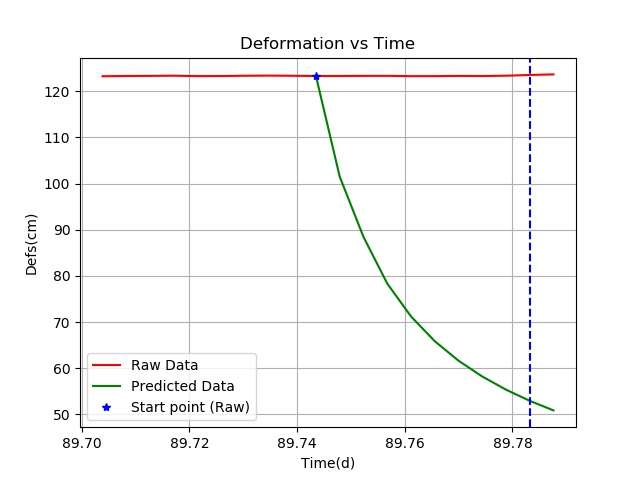 Deformation vs Time
Defs(cm)
120
110
100
90
80
70
60
50
Raw Data
Predicted Data
Start point (Raw)
89.70 89.72 89.74 89.76 89.78
Time(d)